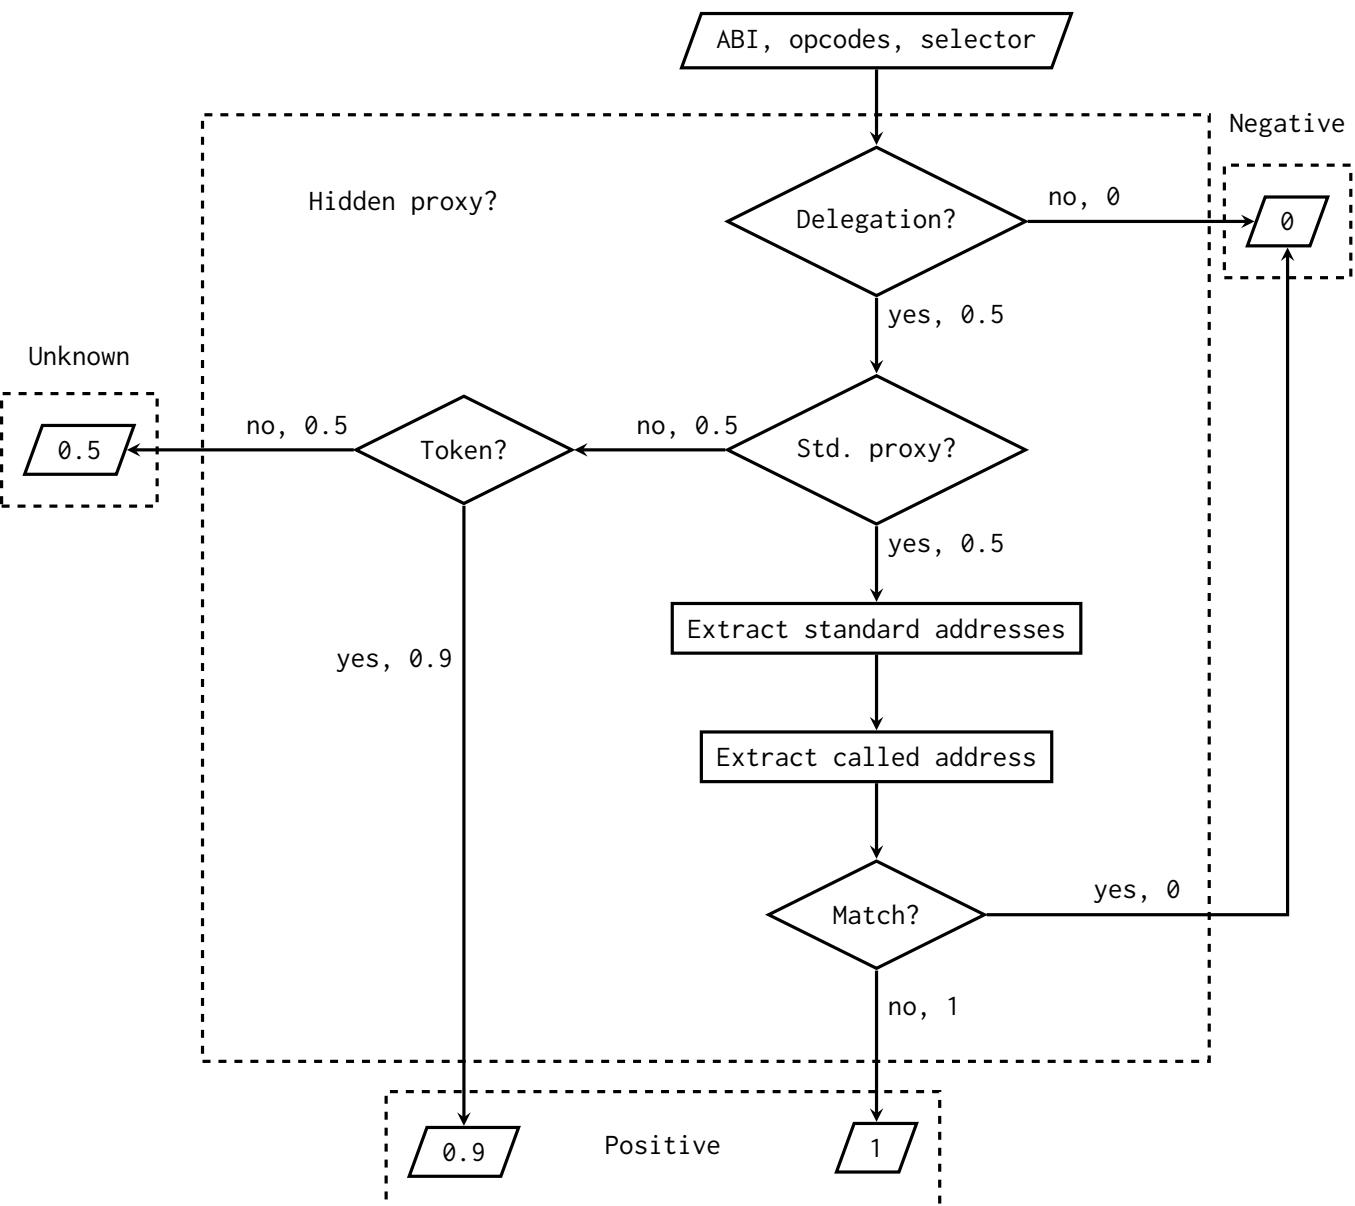 ABI, opcodes, selector
Negative
Hidden proxy?
Delegation?
no, 0
0
yes, 0.5
Unknown
0.5
no, 0.5
Token?
no, 0.5
Std. proxy?
yes, 0.5
Extract standard addresses
yes, 0.9
Extract called address
Match?
yes, 0
no, 1
0.9
Positive
1